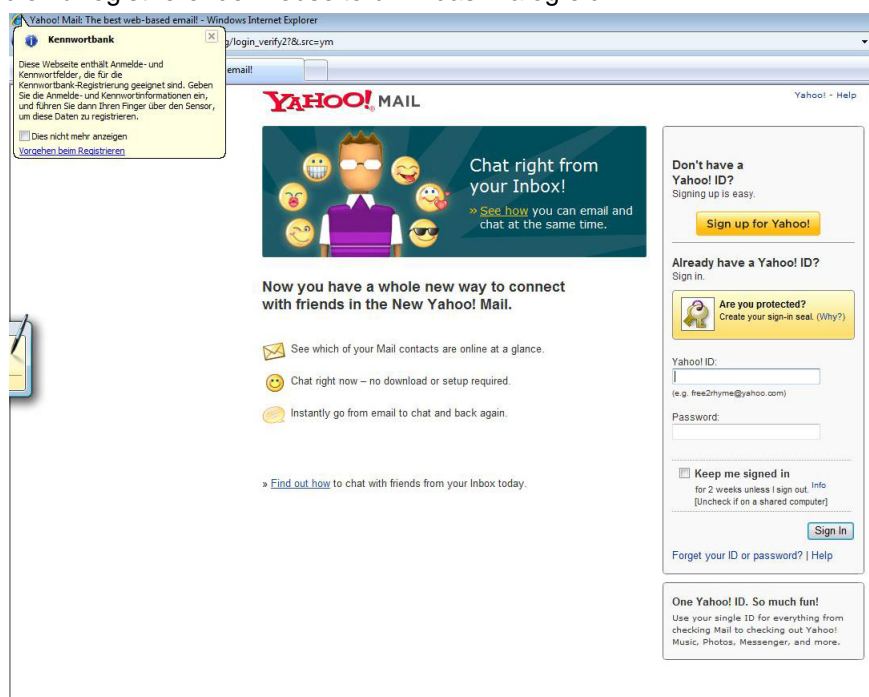 Yahoo! Mail: The best web-based email! - Windows Internet Explorer
Kennwortbank
g/login_verify2?&.src=ym
Diese Webseite enthält Anmelde- und
Kennwortfelder, die für die
Kennwortbank-Registrierung geeignet sind. Geben
Sie die Anmelde- und Kennwortinformationen ein,
und führen Sie dann Ihren Finger über den Sensor,
um diese Daten zu registrieren.
Dies nicht mehr anzeigen
Vorgehen beim Registrieren
email!
YAHOO! MAIL
Yahoo! - Help
Chat right from
your Inbox!
» See how you can email and
chat at the same time.
Now you have a whole new way to connect
with friends in the New Yahoo! Mail.
See which of your Mail contacts are online at a glance.
Chat right now – no download or setup required.
Instantly go from email to chat and back again.
» Find out how to chat with friends from your Inbox today.
Don't have a
Yahoo! ID?
Signing up is easy.
Sign up for Yahoo!
Already have a Yahoo! ID?
Sign in.
Are you protected?
Create your sign-in seal. (Why?)
Yahoo! ID:
(e.g. free2rhyme@yahoo.com)
Password:
Keep me signed in
for 2 weeks unless I sign out. Info
[Uncheck if on a shared computer]
Sign In
Forget your ID or password? | Help
One Yahoo! ID. So much fun!
Use your single ID for everything from
checking Mail to checking out Yahoo!
Music, Photos, Messenger, and more.